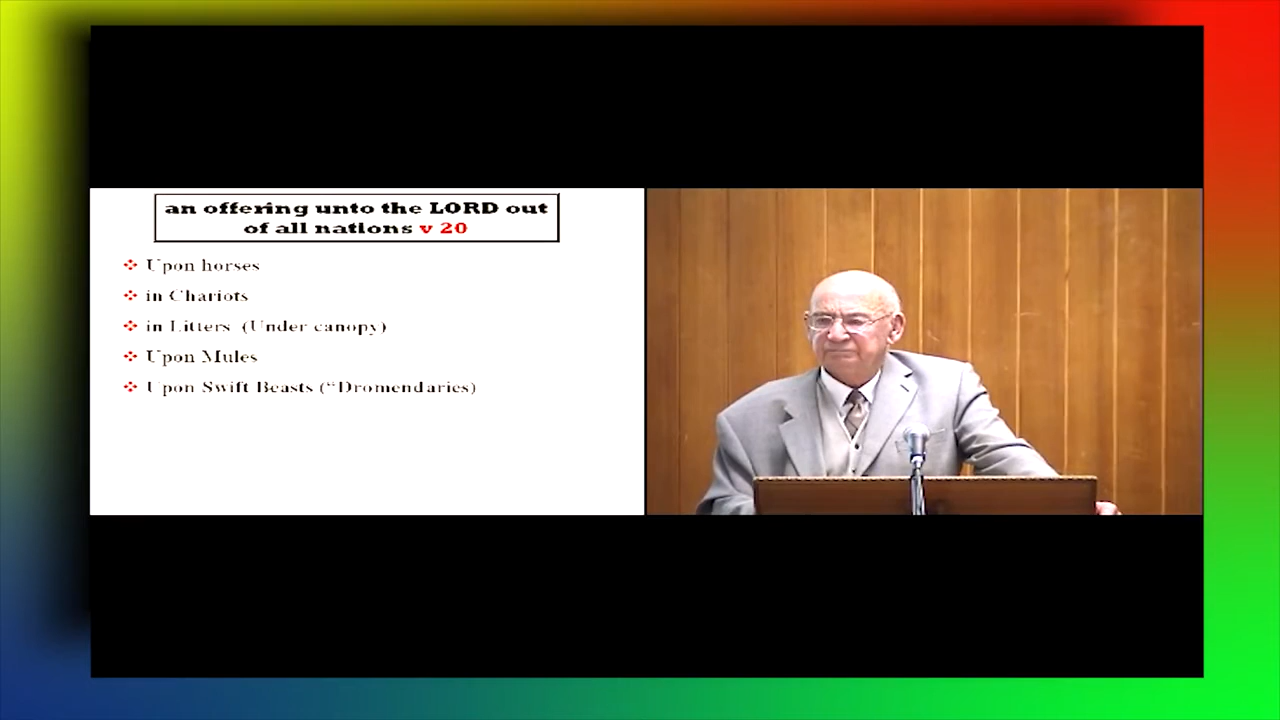 an offering unto the LORD out
of all nations v 20
Upon horses
in Chariots
in Litters (Under canopy)
Upon Mules
Upon Swift Beasts (“Dromendaries)